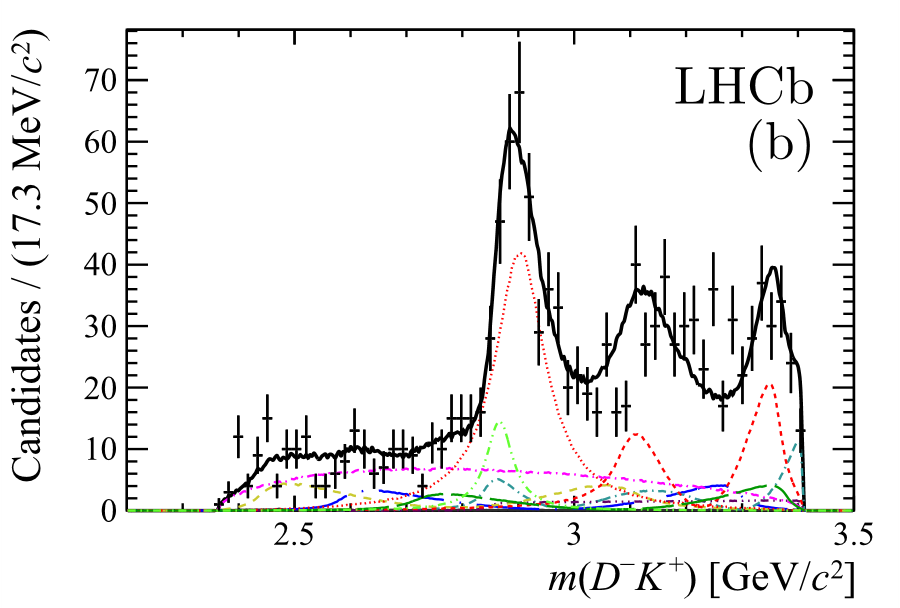 LHCb
(b)
Candidates / (17.3 MeV/c²)
70
60
50
40
30
20
10
0
2.5 3 3.5
m(D⁻K⁺) [GeV/c²]